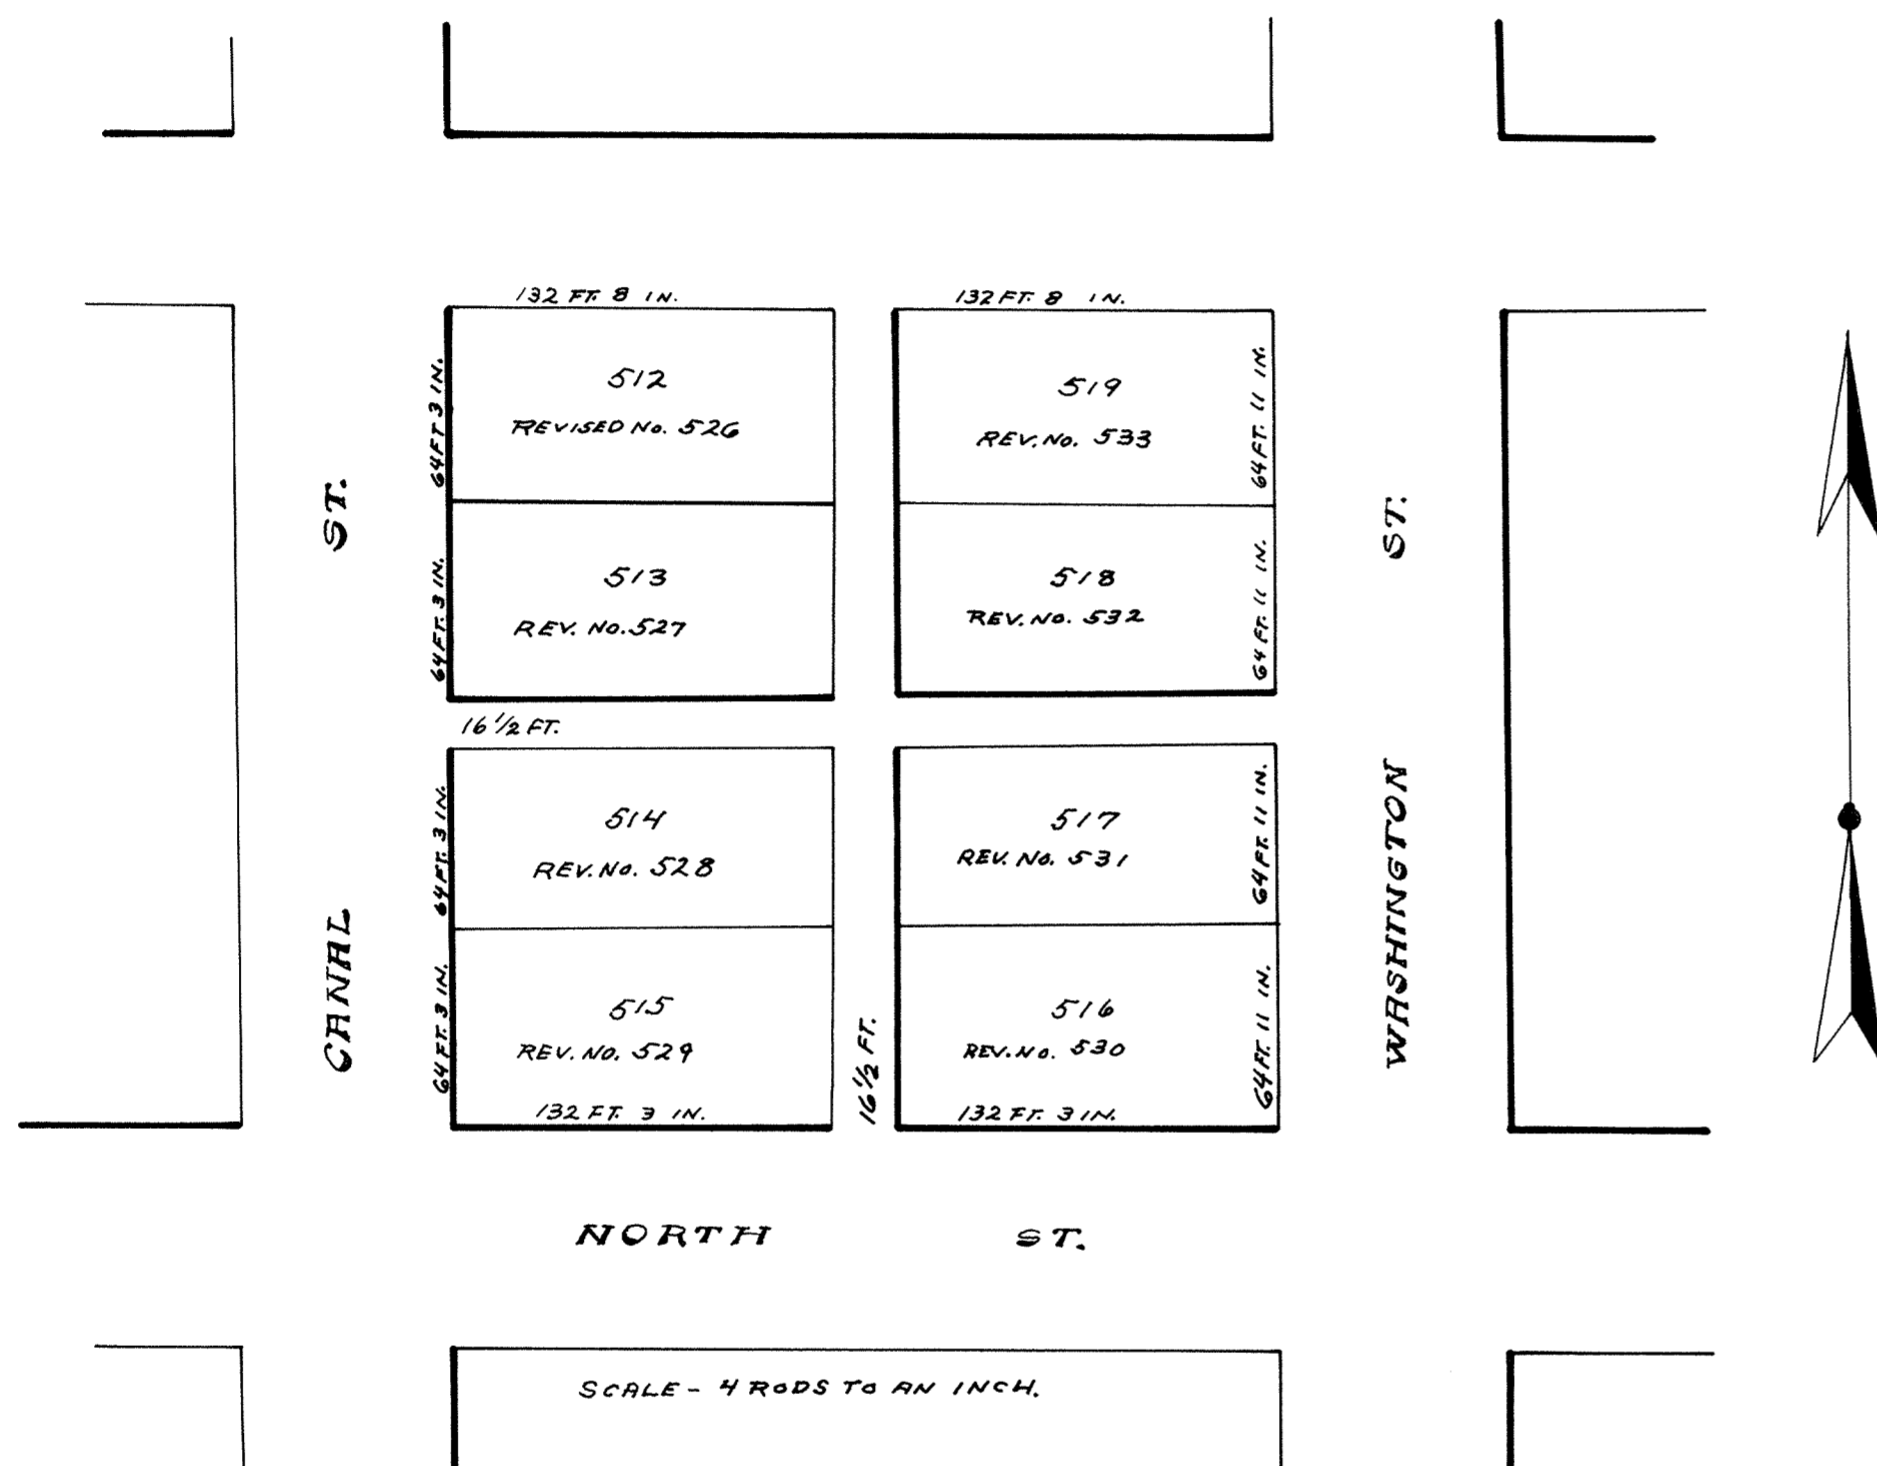 132 FT. 8 IN.
132 FT. 8 IN.
512
REVISED No. 526
64 FT 3 IN.
519
REV. No. 533
64 FT. 11 IN.
513
REV. No. 527
64 FT. 3 IN.
518
REV. No. 532
64 FT. 11 IN.
16 1/2 FT.
514
REV. No. 528
64 FT. 3 IN.
517
REV. No. 531
64 FT. 11 IN.
515
REV. No. 529
64 FT. 3 IN.
132 FT. 3 IN.
16 1/2 FT.
516
REV. No. 530
64 FT. 11 IN.
132 FT. 3 IN.
CANAL ST.
WASHINGTON ST.
NORTH ST.
SCALE - 4 RODS TO AN INCH.